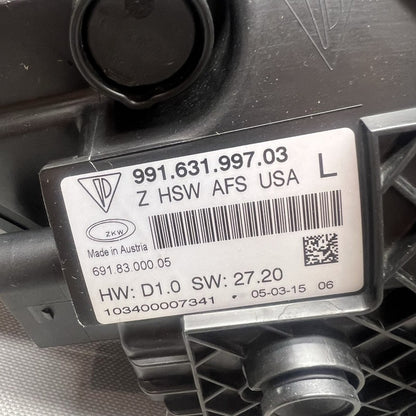 991.631.997.03
Z HSW AFS USA L
ZKW
Made in Austria
691.83.000.05
HW: D1.0 SW: 27.20
103400007341 • 05-03-15 06